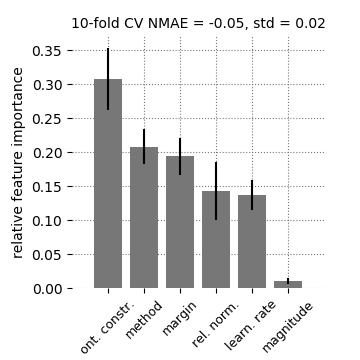 10-fold CV NMAE = -0.05, std = 0.02
relative feature importance
0.35
0.30
0.25
0.20
0.15
0.10
0.05
0.00
ont. constr.
method
margin
rel. norm.
learn. rate
magnitude